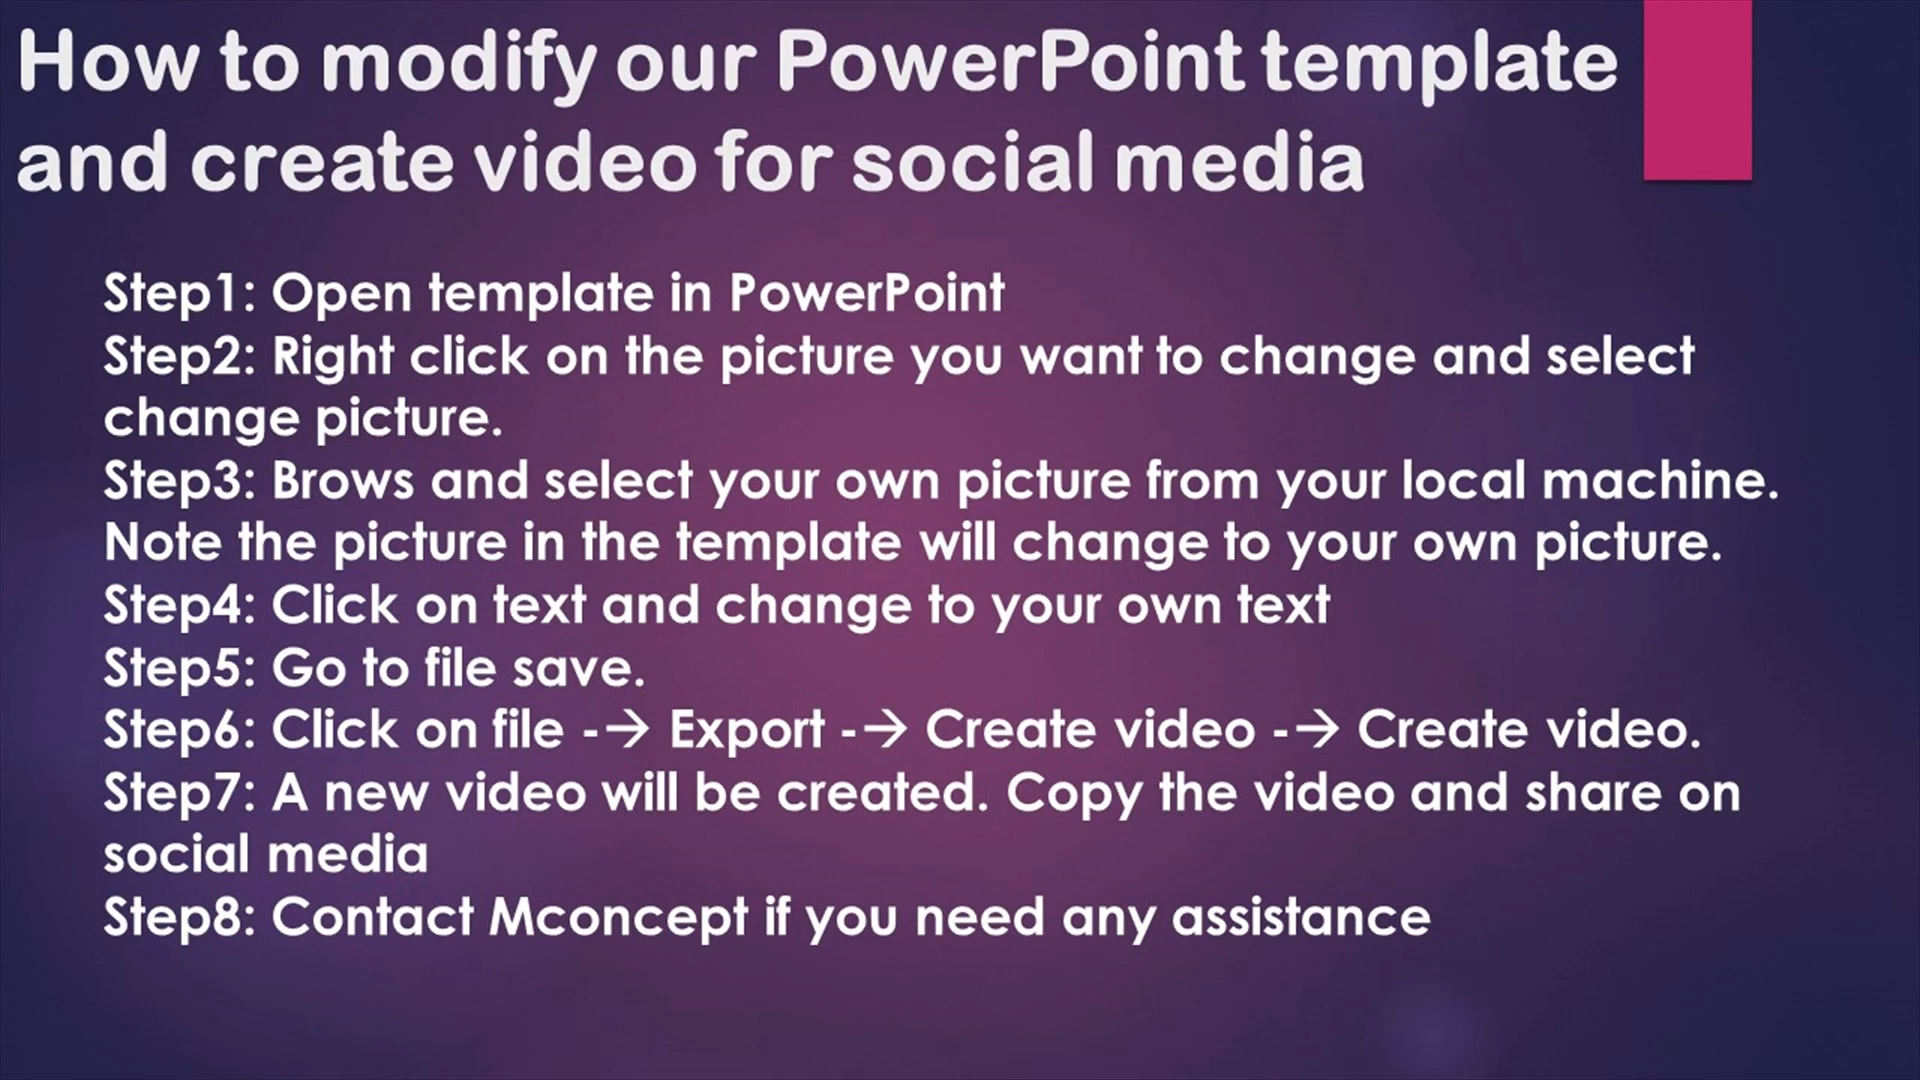 How to modify our PowerPoint template
and create video for social media
Step1: Open template in PowerPoint
Step2: Right click on the picture you want to change and select
change picture.
Step3: Brows and select your own picture from your local machine.
Note the picture in the template will change to your own picture.
Step4: Click on text and change to your own text
Step5: Go to file save.
Step6: Click on file -→ Export -→ Create video -→ Create video.
Step7: A new video will be created. Copy the video and share on
social media
Step8: Contact Mconcept if you need any assistance